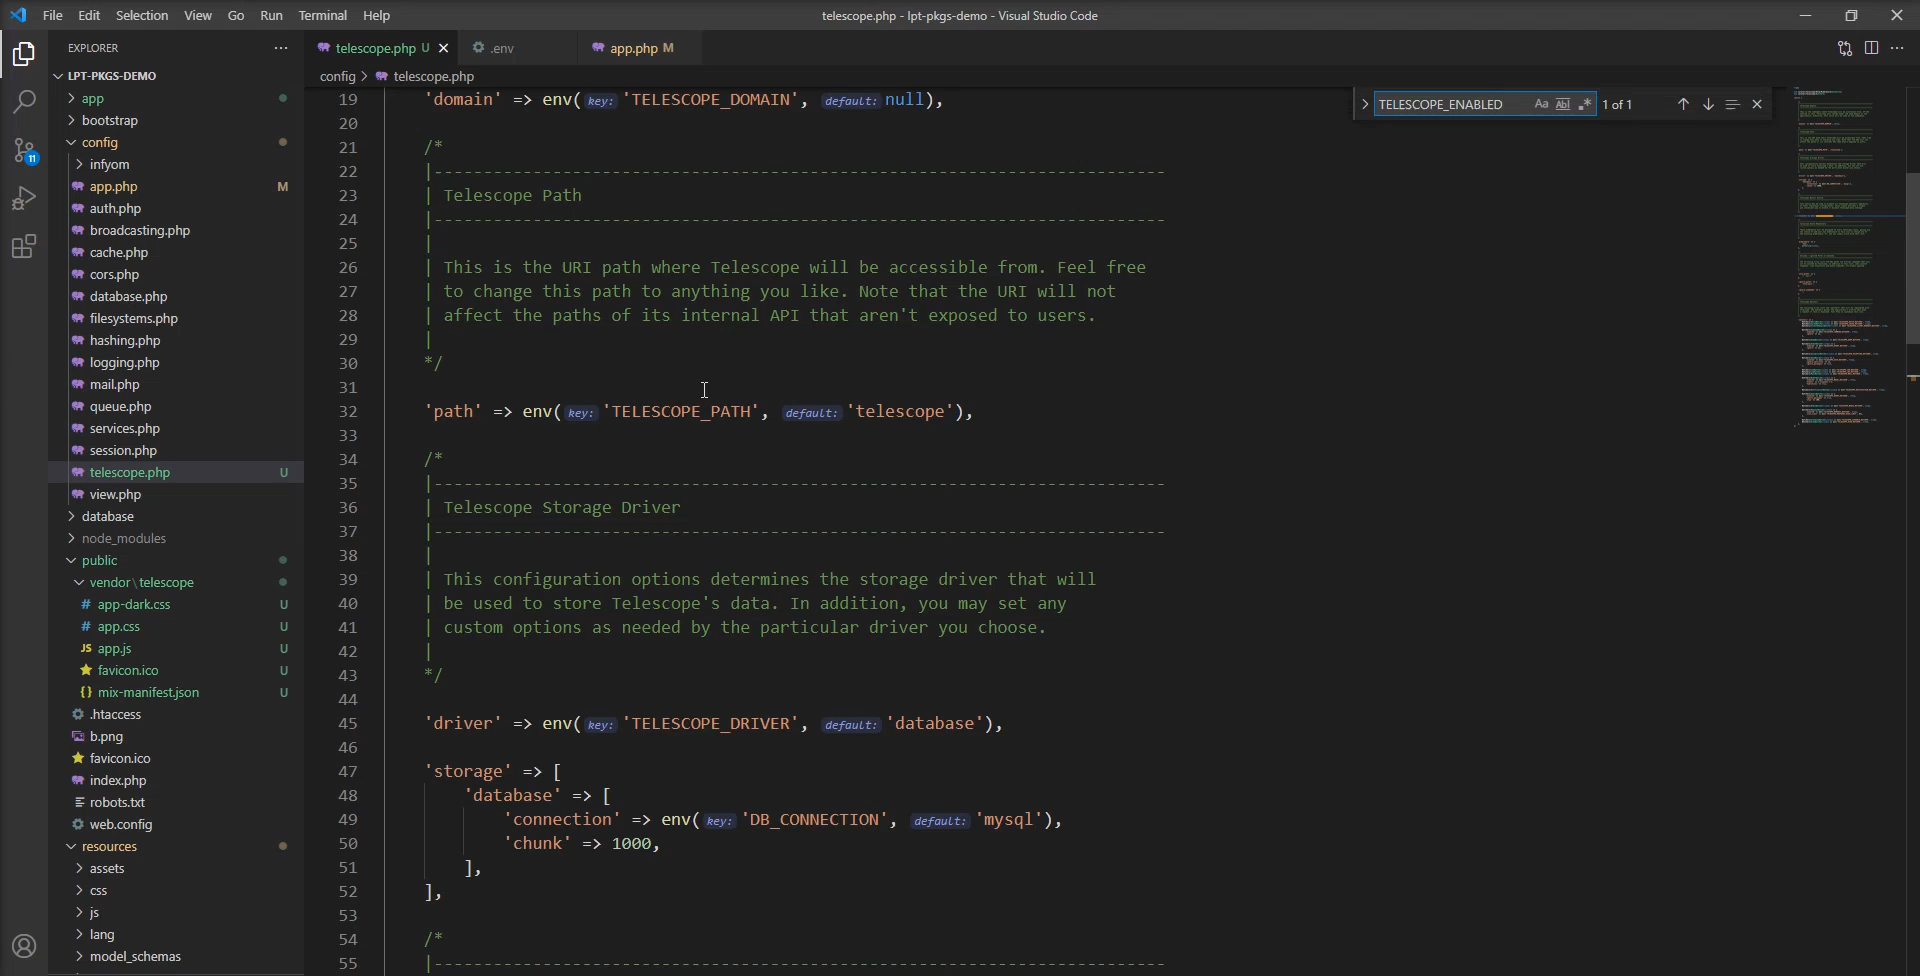 File Edit Selection View Go Run Terminal Help
telescope.php - lpt-pkgs-demo - Visual Studio Code
EXPLORER
LPT-PKGS-DEMO
app
bootstrap
config
infyom
app.php M
auth.php
broadcasting.php
cache.php
cors.php
database.php
filesystems.php
hashing.php
logging.php
mail.php
queue.php
services.php
session.php
telescope.php U
view.php
database
node_modules
public
vendor\telescope
# app-dark.css U
# app.css U
JS app.js U
favicon.ico U
{} mix-manifest.json U
.htaccess
b.png
favicon.ico
index.php
robots.txt
web.config
resources
assets
css
js
lang
model_schemas
11
telescope.php U
.env
app.php M
config > telescope.php
TELESCOPE_ENABLED Aa Abl .* 1 of 1
19 'domain' => env(key: 'TELESCOPE_DOMAIN', default: null),
20
21 /*
22 |--------------------------------------------------------------------------
23 | Telescope Path
24 |--------------------------------------------------------------------------
25 |
26 | This is the URI path where Telescope will be accessible from. Feel free
27 | to change this path to anything you like. Note that the URI will not
28 | affect the paths of its internal API that aren't exposed to users.
29 |
30 */
31
32 'path' => env(key: 'TELESCOPE_PATH', default: 'telescope'),
33
34 /*
35 |--------------------------------------------------------------------------
36 | Telescope Storage Driver
37 |--------------------------------------------------------------------------
38 |
39 | This configuration options determines the storage driver that will
40 | be used to store Telescope's data. In addition, you may set any
41 | custom options as needed by the particular driver you choose.
42 |
43 */
44
45 'driver' => env(key: 'TELESCOPE_DRIVER', default: 'database'),
46
47 'storage' => [
48 'database' => [
49 'connection' => env(key: 'DB_CONNECTION', default: 'mysql'),
50 'chunk' => 1000,
51 ],
52 ],
53
54 /*
55 |--------------------------------------------------------------------------